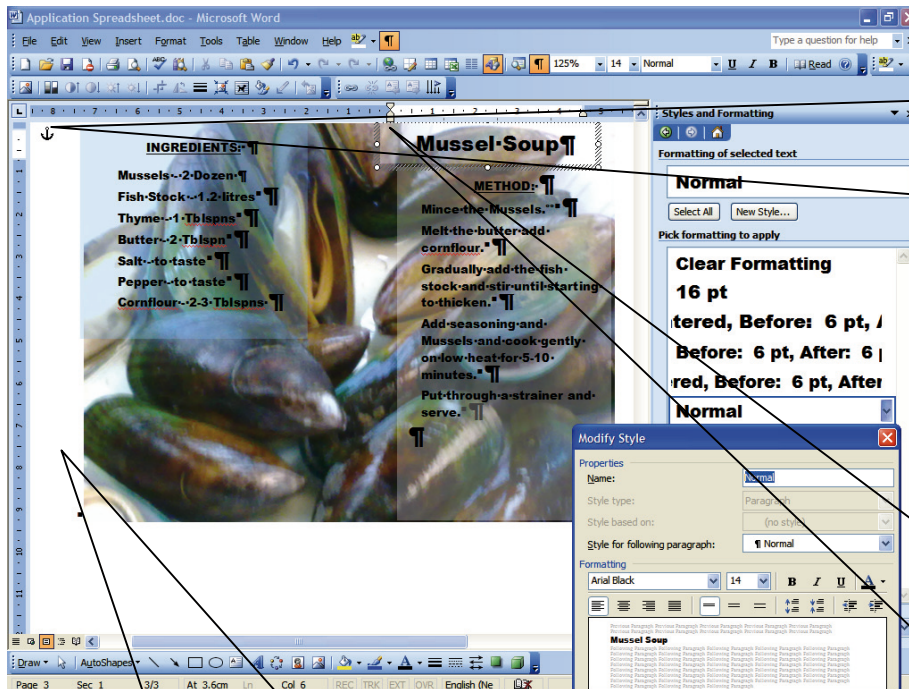 Application Spreadsheet.doc - Microsoft Word
File Edit View Insert Format Tools Table Window Help
Type a question for help
125% 14 Normal U I B Read
Styles and Formatting
Formatting of selected text
Normal
Select All New Style...
Pick formatting to apply
Clear Formatting
16 pt
tered, Before: 6 pt, A
Before: 6 pt, After: 6 p
red, Before: 6 pt, After
Normal
INGREDIENTS:·¶
Mussels·-·2·Dozen·¶
Fish·Stock·-·1.2·litres ¶
Thyme·-·1·Tblspns ¶
Butter·-·2·Tblspn ¶
Salt·-·to·taste ¶
Pepper·-·to·taste ¶
Cornflour·-·2-3·Tblspns·¶
Mussel·Soup¶
METHOD:·¶
Mince·the·Mussels. ¶
Melt·the·butter·add·
cornflour. ¶
Gradually·add·the·fish·
stock·and·stir·until·starting
to·thicken. ¶
Add·seasoning·and·
Mussels·and·cook·gently·
on·low·heat·for·5-10·
minutes. ¶
Put·through·a·strainer·and·
serve. ¶
¶
Modify Style
Properties
Name: Normal
Style type: Paragraph
Style based on: (no style)
Style for following paragraph: ¶ Normal
Formatting
Arial Black 14 B I U A
Mussel Soup
Draw AutoShapes
Page 3 Sec 1 3/3 At 3.6cm Ln Col 6 REC TRK EXT OVR English (Ne